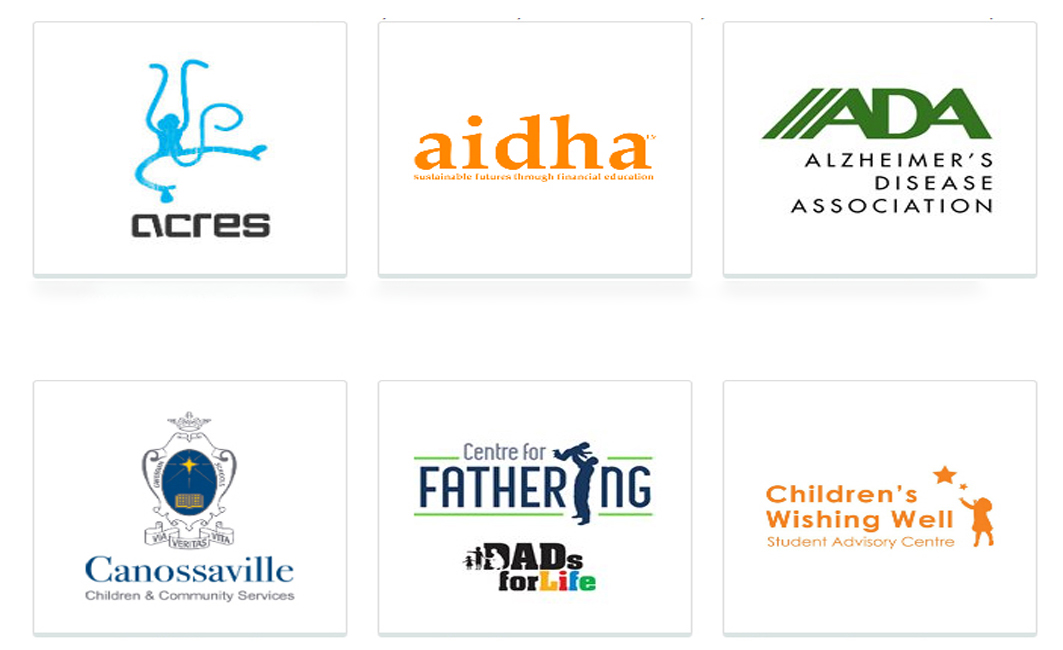 acres
aidha
sustainable futures through financial education
ADA
ALZHEIMER'S
DISEASE
ASSOCIATION
VIA VERITAS VITA
Canossaville
Children & Community Services
Centre for
FATHERING
DADs
forLife
Children's
Wishing Well
Student Advisory Centre